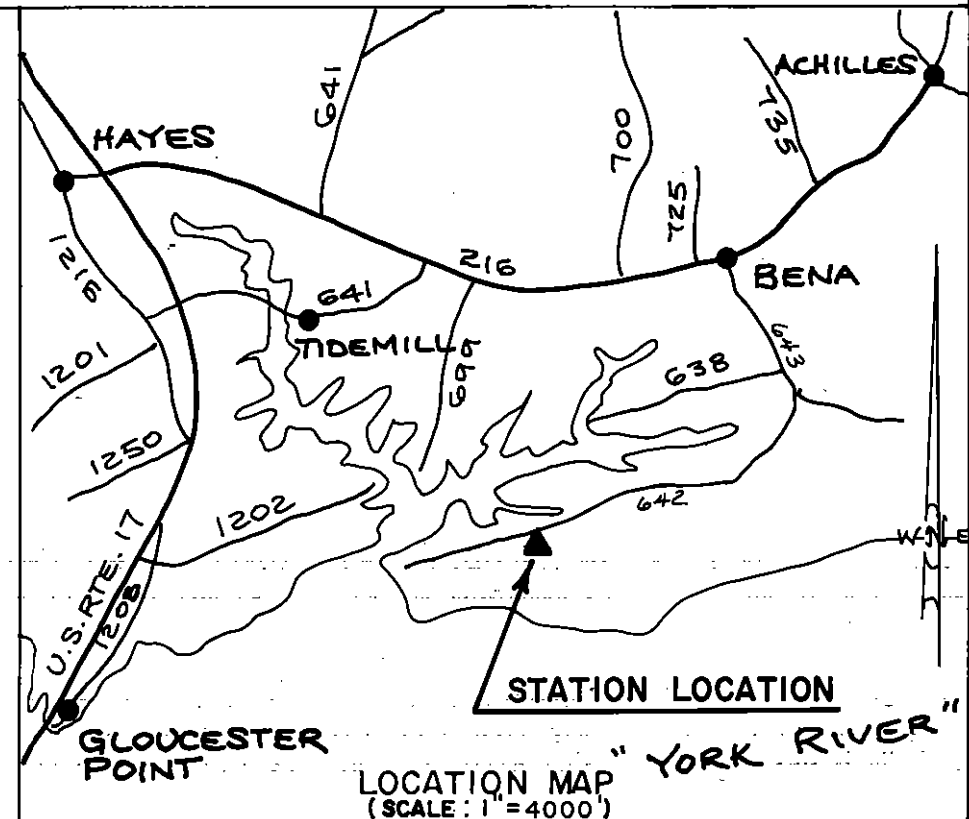 ACHILLES
HAYES
641
700
735
725
216
BENA
1216
641
TIDEMILL
643
1201
695
638
1250
642
1202
W N E
U.S. RTE. 17
1208
STATION LOCATION
GLOUCESTER
POINT
" YORK RIVER "
LOCATION MAP
(SCALE: 1"=4000')